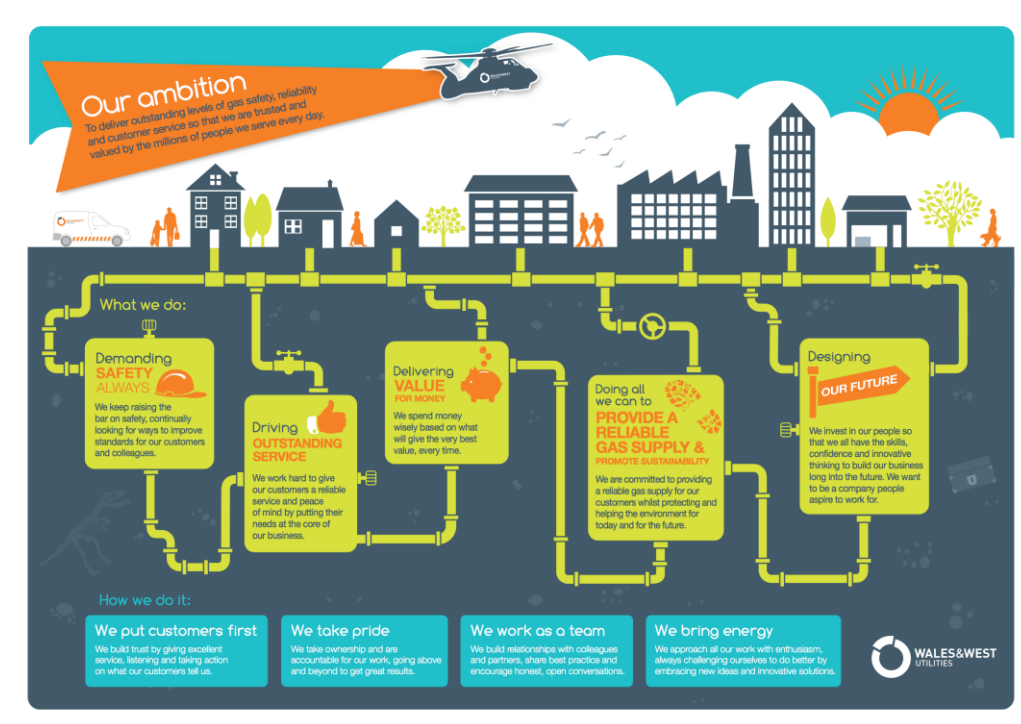 Our ambition
To deliver outstanding levels of gas safety, reliability
and customer service so that we are trusted and
valued by the millions of people we serve every day.
WALES&WEST
What we do:
Demanding
SAFETY
ALWAYS
We keep raising the
bar on safety, continually
looking for ways to improve
standards for our customers
and colleagues.
Driving
OUTSTANDING
SERVICE
We work hard to give
our customers a reliable
service and peace
of mind by putting their
needs at the core of
our business.
Delivering
VALUE
FOR MONEY
We spend money
wisely based on what
will give the very best
value, every time.
Doing all
we can to
PROVIDE A
RELIABLE
GAS SUPPLY &
PROMOTE SUSTAINABILITY
We are committed to providing
a reliable gas supply for our
customers whilst protecting and
helping the environment for
today and for the future.
Designing
OUR FUTURE
We invest in our people so
that we all have the skills,
confidence and innovative
thinking to build our business
long into the future. We want
to be a company people
aspire to work for.
How we do it:
We put customers first
We build trust by giving excellent
service, listening and taking action
on what our customers tell us.
We take pride
We take ownership and are
accountable for our work, going above
and beyond to get great results.
We work as a team
We build relationships with colleagues
and partners, share best practice and
encourage honest, open conversations.
We bring energy
We approach all our work with enthusiasm,
always challenging ourselves to do better by
embracing new ideas and innovative solutions.
WALES&WEST
UTILITIES